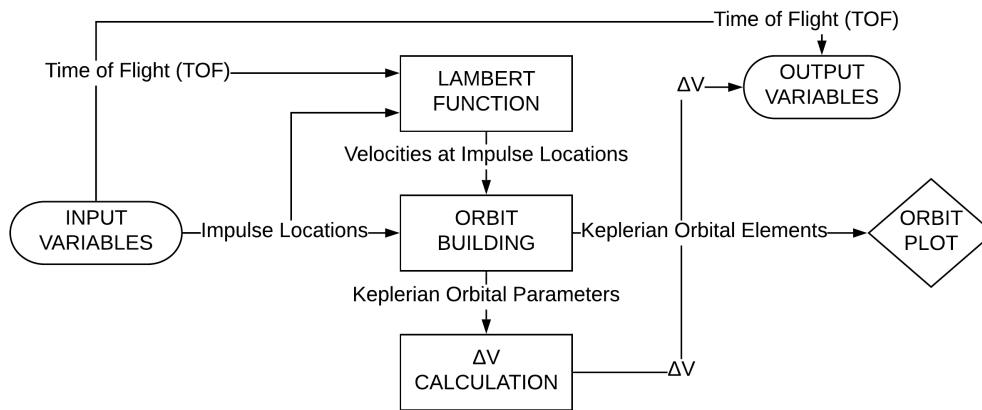 Time of Flight (TOF)
Time of Flight (TOF)
LAMBERT
FUNCTION
ΔV
OUTPUT
VARIABLES
Velocities at Impulse Locations
INPUT
VARIABLES
Impulse Locations
ORBIT
BUILDING
Keplerian Orbital Elements
ORBIT
PLOT
Keplerian Orbital Parameters
ΔV
CALCULATION
ΔV